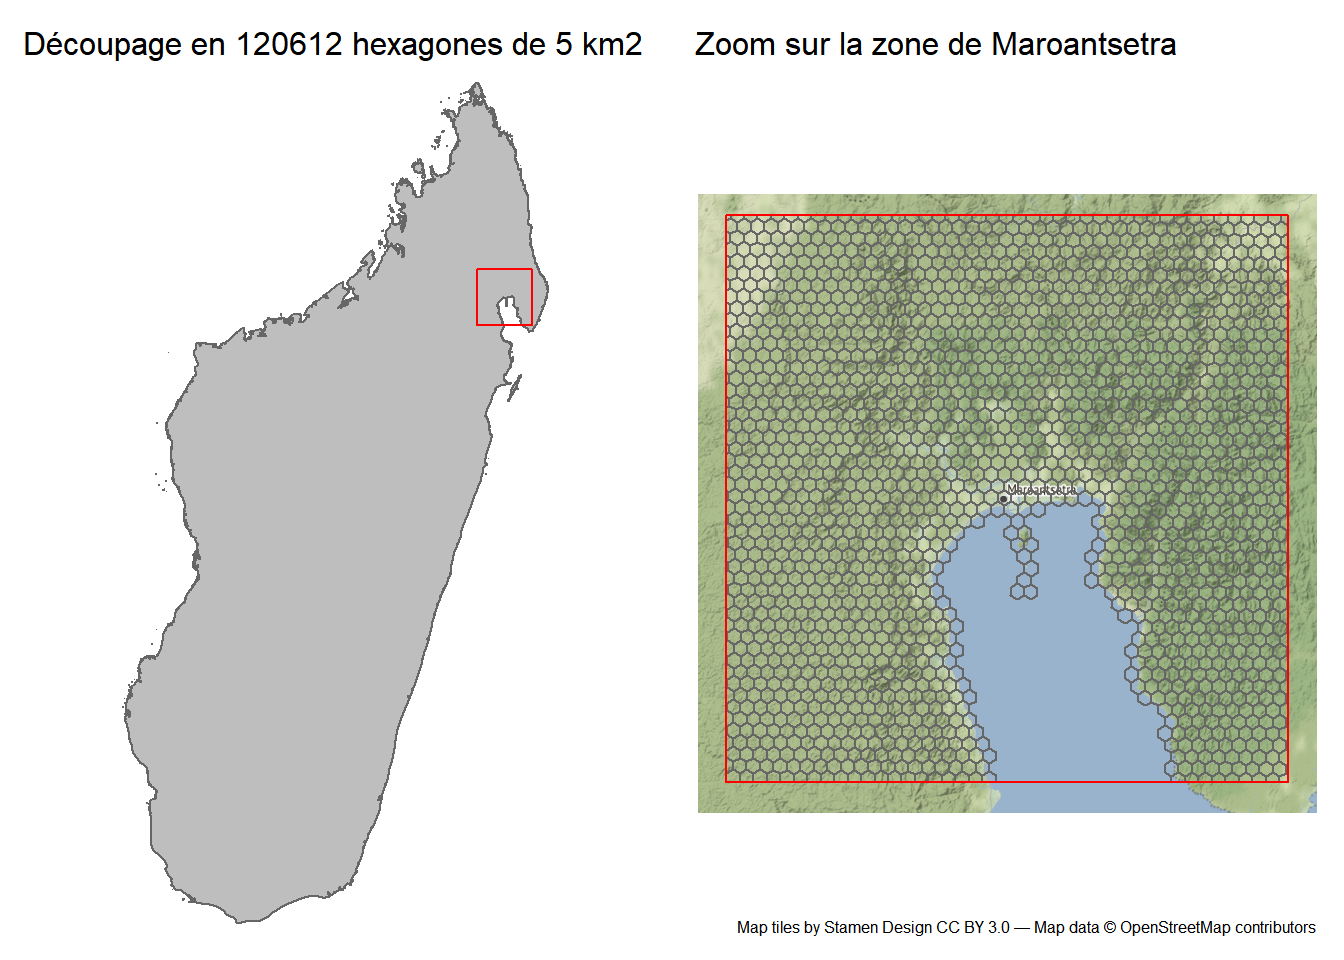 Découpage en 120612 hexagones de 5 km2
Zoom sur la zone de Maroantsetra
Maroantsetra
Map tiles by Stamen Design CC BY 3.0 — Map data © OpenStreetMap contributors